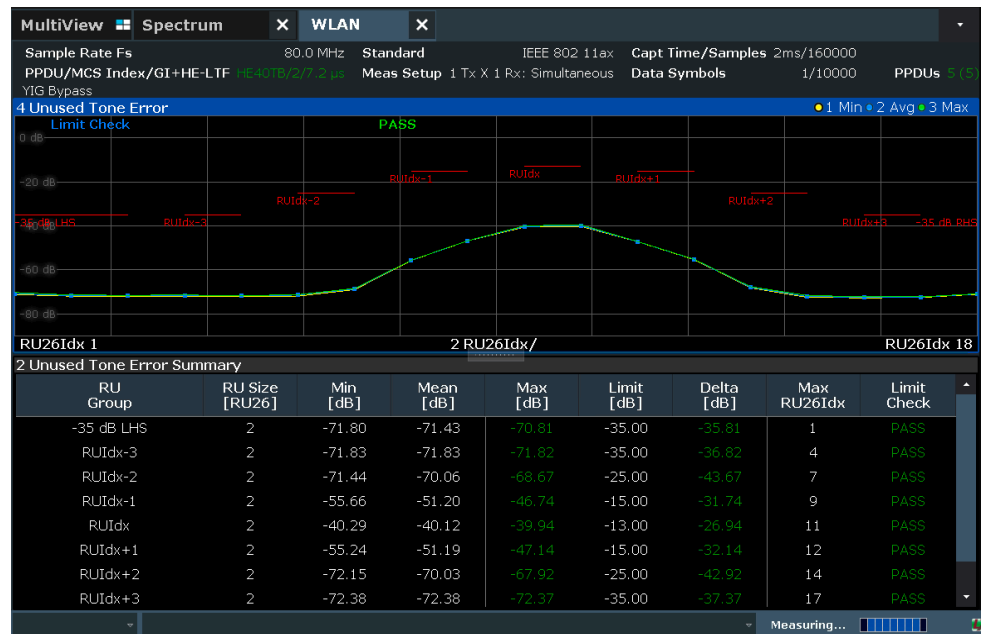 MultiView Spectrum X WLAN X
Sample Rate Fs 80.0 MHz Standard IEEE 802 11ax Capt Time/Samples 2ms/160000
PPDU/MCS Index/GI+HE-LTF HE40TB/2/7.2 µs Meas Setup 1 Tx X 1 Rx: Simultaneous Data Symbols 1/10000 PPDUs 5 (5)
YIG Bypass
4 Unused Tone Error 1 Min 2 Avg 3 Max
Limit Check PASS
0 dB
RUIdx
RUIdx-1 RUIdx+1
-20 dB
RUIdx-2 RUIdx+2
-35 dB LHS RUIdx-3 RUIdx+3 -35 dB RHS
-40 dB
-60 dB
-80 dB
RU26Idx 1 2 RU26Idx/ RU26Idx 18
2 Unused Tone Error Summary
RU Group RU Size [RU26] Min [dB] Mean [dB] Max [dB] Limit [dB] Delta [dB] Max RU26Idx Limit Check
-35 dB LHS 2 -71.80 -71.43 -70.81 -35.00 -35.81 1 PASS
RUIdx-3 2 -71.83 -71.83 -71.82 -35.00 -36.82 4 PASS
RUIdx-2 2 -71.44 -70.06 -68.67 -25.00 -43.67 7 PASS
RUIdx-1 2 -55.66 -51.20 -46.74 -15.00 -31.74 9 PASS
RUIdx 2 -40.29 -40.12 -39.94 -13.00 -26.94 11 PASS
RUIdx+1 2 -55.24 -51.19 -47.14 -15.00 -32.14 12 PASS
RUIdx+2 2 -72.15 -70.03 -67.92 -25.00 -42.92 14 PASS
RUIdx+3 2 -72.38 -72.38 -72.37 -35.00 -37.37 17 PASS
Measuring...